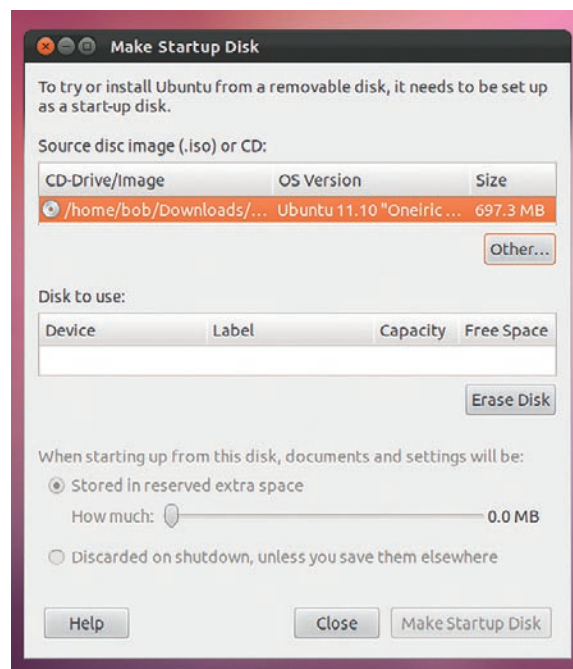 Make Startup Disk
To try or install Ubuntu from a removable disk, it needs to be set up
as a start-up disk.
Source disc image (.iso) or CD:
CD-Drive/Image OS Version Size
/home/bob/Downloads/... Ubuntu 11.10 "Oneiric ... 697.3 MB
Other...
Disk to use:
Device Label Capacity Free Space
Erase Disk
When starting up from this disk, documents and settings will be:
Stored in reserved extra space
How much: 0.0 MB
Discarded on shutdown, unless you save them elsewhere
Help Close Make Startup Disk